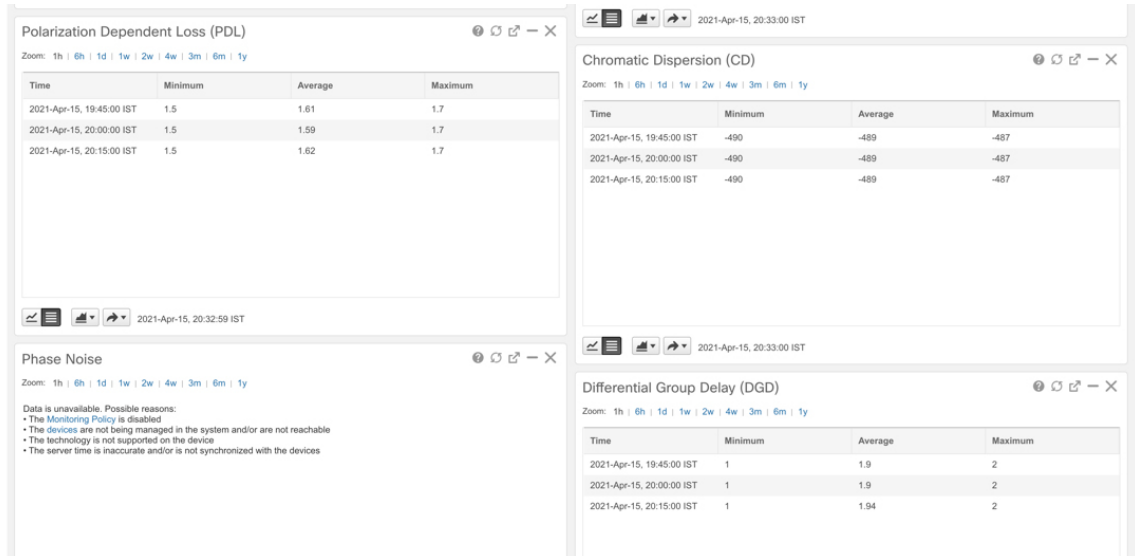 Polarization Dependent Loss (PDL)
Zoom: 1h | 6h | 1d | 1w | 2w | 4w | 3m | 6m | 1y
Time Minimum Average Maximum
2021-Apr-15, 19:45:00 IST 1.5 1.61 1.7
2021-Apr-15, 20:00:00 IST 1.5 1.59 1.7
2021-Apr-15, 20:15:00 IST 1.5 1.62 1.7
2021-Apr-15, 20:32:59 IST
Phase Noise
Zoom: 1h | 6h | 1d | 1w | 2w | 4w | 3m | 6m | 1y
Data is unavailable. Possible reasons:
• The Monitoring Policy is disabled
• The devices are not being managed in the system and/or are not reachable
• The technology is not supported on the device
• The server time is inaccurate and/or is not synchronized with the devices
2021-Apr-15, 20:33:00 IST
Chromatic Dispersion (CD)
Zoom: 1h | 6h | 1d | 1w | 2w | 4w | 3m | 6m | 1y
Time Minimum Average Maximum
2021-Apr-15, 19:45:00 IST -490 -489 -487
2021-Apr-15, 20:00:00 IST -490 -489 -487
2021-Apr-15, 20:15:00 IST -490 -489 -487
2021-Apr-15, 20:33:00 IST
Differential Group Delay (DGD)
Zoom: 1h | 6h | 1d | 1w | 2w | 4w | 3m | 6m | 1y
Time Minimum Average Maximum
2021-Apr-15, 19:45:00 IST 1 1.9 2
2021-Apr-15, 20:00:00 IST 1 1.9 2
2021-Apr-15, 20:15:00 IST 1 1.94 2